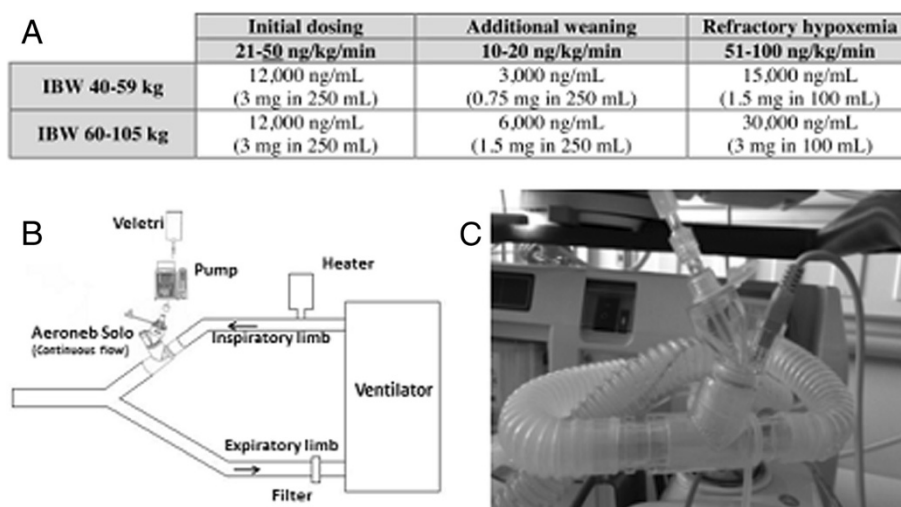 A
Initial dosing Additional weaning Refractory hypoxemia
21-50 ng/kg/min 10-20 ng/kg/min 51-100 ng/kg/min
IBW 40-59 kg 12,000 ng/mL 3,000 ng/mL 15,000 ng/mL
(3 mg in 250 mL) (0.75 mg in 250 mL) (1.5 mg in 100 mL)
IBW 60-105 kg 12,000 ng/mL 6,000 ng/mL 30,000 ng/mL
(3 mg in 250 mL) (1.5 mg in 250 mL) (3 mg in 100 mL)
B
Veletri
Pump
Heater
Aeroneb Solo
(Continuous flow)
Inspiratory limb
Ventilator
Expiratory limb
Filter
C